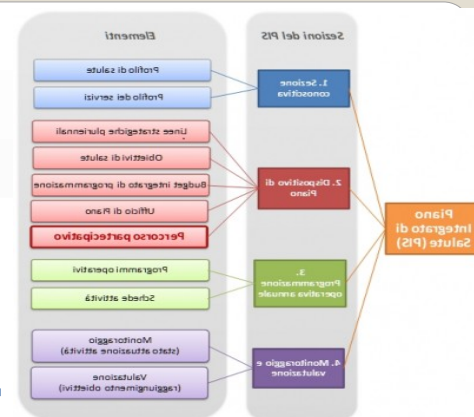 Elementi
Sezioni del PIS
Profilo di salute
Profilo dei servizi
1. Sezione
conoscitiva
Linee strategiche pluriennali
Obiettivi di salute
Budget integrato di programmazione
Ufficio di Piano
Percorso partecipativo
2. Dispositivo di
Piano
Piano
Integrato di
Salute (PIS)
Programmi operativi
Schede attività
3.
Programmazione
operativa annuale
Monitoraggio
(stato attuazione attività)
Valutazione
(raggiungimento obiettivi)
4. Monitoraggio e
valutazione